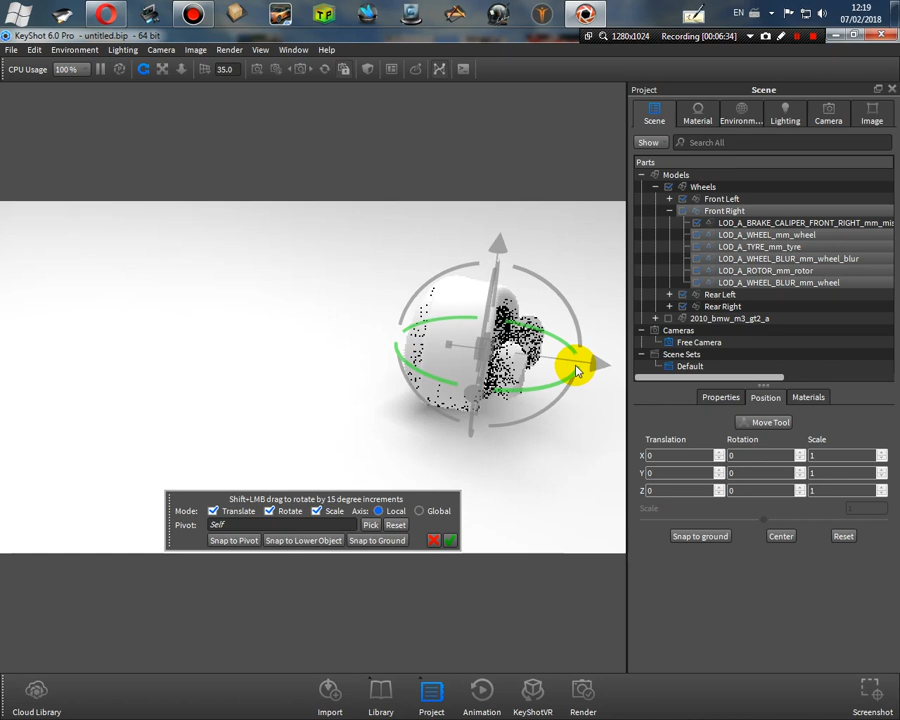 EN
12:19
07/02/2018
KeyShot 6.0 Pro - untitled.bip - 64 bit
1280x1024
Recording [00:06:34]
File Edit Environment Lighting Camera Image Render View Window Help
CPU Usage 100 % 35.0
Project Scene
Scene Material Environm... Lighting Camera Image
Show Search All
Parts
Models
Wheels
Front Left
Front Right
LOD_A_BRAKE_CALIPER_FRONT_RIGHT_mm_mis
LOD_A_WHEEL_mm_wheel
LOD_A_TYRE_mm_tyre
LOD_A_WHEEL_BLUR_mm_wheel_blur
LOD_A_ROTOR_mm_rotor
LOD_A_WHEEL_BLUR_mm_wheel
Rear Left
Rear Right
2010_bmw_m3_gt2_a
Cameras
Free Camera
Scene Sets
Default
Properties Position Materials
Move Tool
Translation Rotation Scale
X 0 0 1
Y 0 0 1
Z 0 0 1
Scale 1
Snap to ground Center Reset
Shift+LMB drag to rotate by 15 degree increments
Mode: Translate Rotate Scale Axis: Local Global
Pivot: Self Pick Reset
Snap to Pivot Snap to Lower Object Snap to Ground
Cloud Library Import Library Project Animation KeyShotVR Render Screenshot